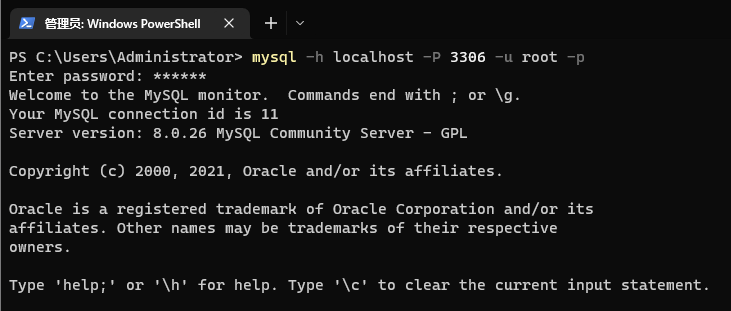 管理员: Windows PowerShell
PS C:\Users\Administrator> mysql -h localhost -P 3306 -u root -p
Enter password: ******
Welcome to the MySQL monitor.  Commands end with ; or \g.
Your MySQL connection id is 11
Server version: 8.0.26 MySQL Community Server - GPL
Copyright (c) 2000, 2021, Oracle and/or its affiliates.
Oracle is a registered trademark of Oracle Corporation and/or its
affiliates. Other names may be trademarks of their respective
owners.
Type 'help;' or '\h' for help. Type '\c' to clear the current input statement.